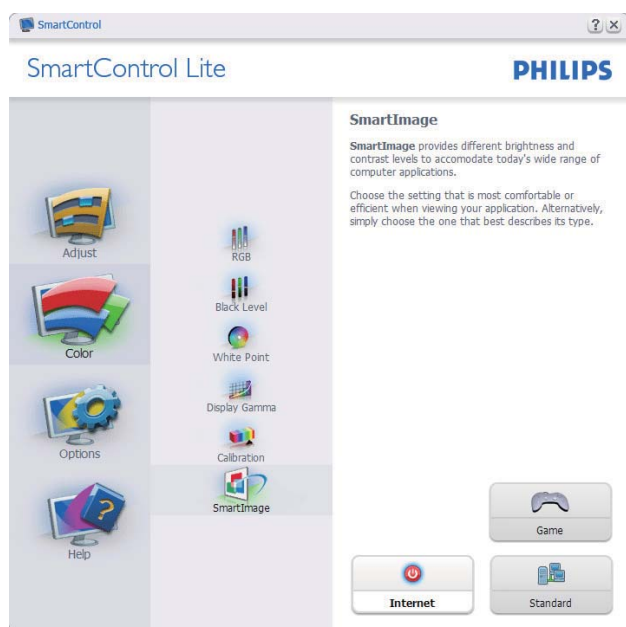 SmartControl
SmartControl Lite
PHILIPS
Adjust
Color
Options
Help
RGB
Black Level
White Point
Display Gamma
Calibration
SmartImage
SmartImage
SmartImage provides different brightness and
contrast levels to accomodate today's wide range of
computer applications.
Choose the setting that is most comfortable or
efficient when viewing your application. Alternatively,
simply choose the one that best describes its type.
Game
Internet
Standard